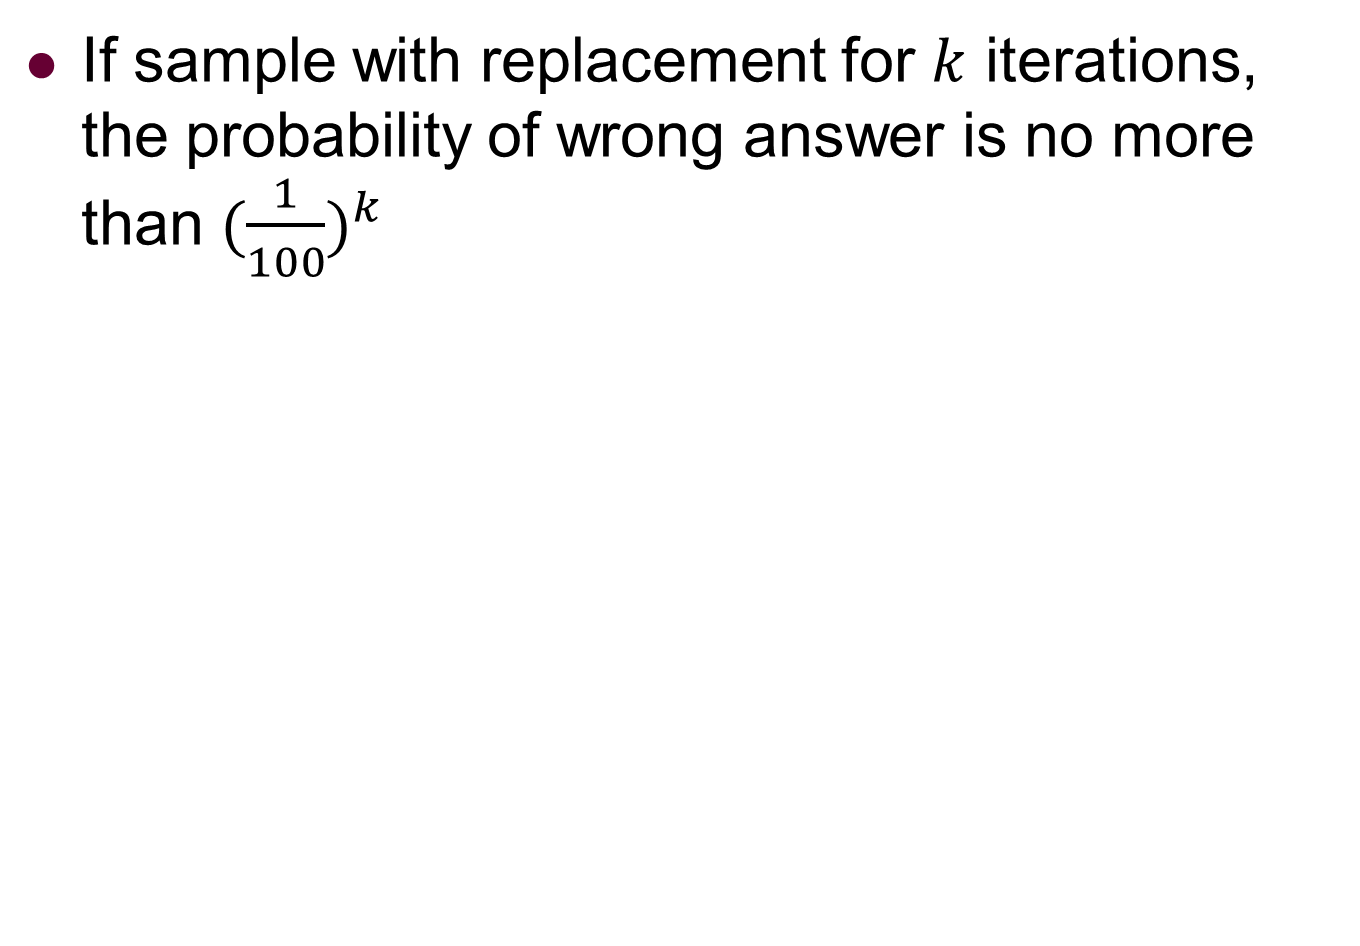 ● If sample with replacement for 𝑘 iterations,
the probability of wrong answer is no more
than (1/100)^𝑘